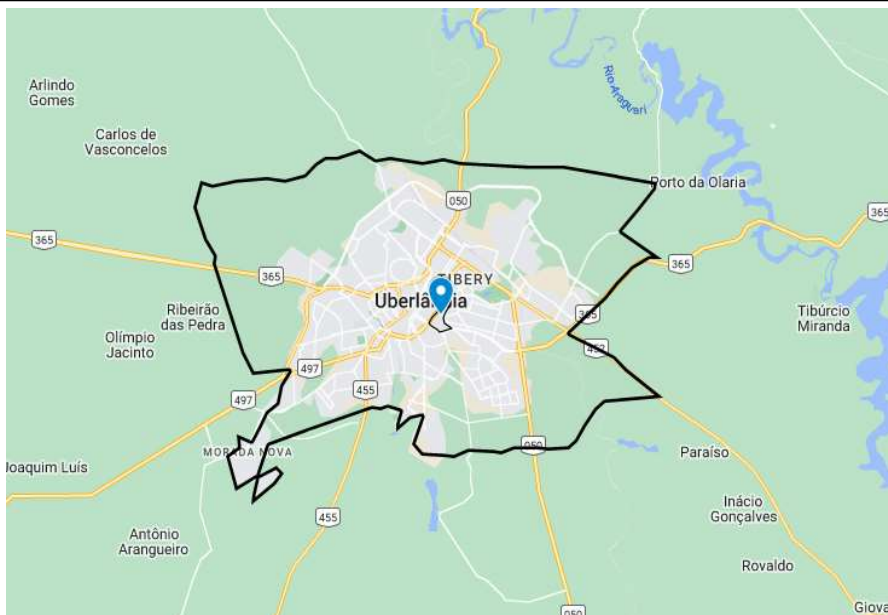 Rio Araguari
Arlindo
Gomes
Carlos de
Vasconcelos
Porto da Olaria
050
365
365
365
365
TIBERY
Uberlândia
Ribeirão
das Pedra
Olímpio
Jacinto
365
Tibúrcio
Miranda
452
497
455
497
MORADA NOVA
050
Paraíso
Joaquim Luís
Inácio
Gonçalves
455
Antônio
Arangueiro
Rovaldo
050
Giova